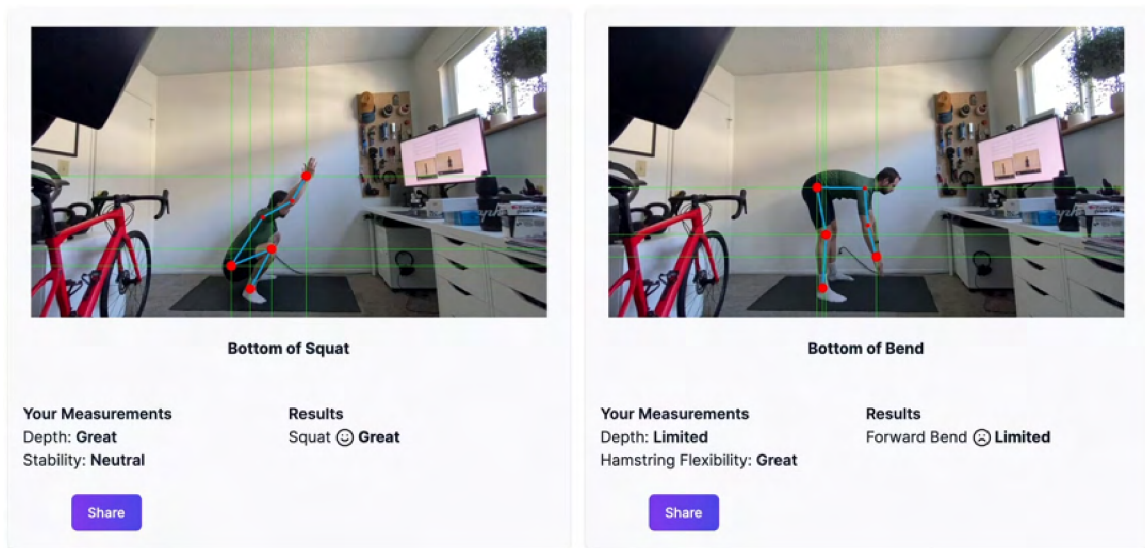 Bottom of Squat
Your Measurements
Depth: Great
Stability: Neutral
Results
Squat Great
Share
Bottom of Bend
Your Measurements
Depth: Limited
Hamstring Flexibility: Great
Results
Forward Bend Limited
Share